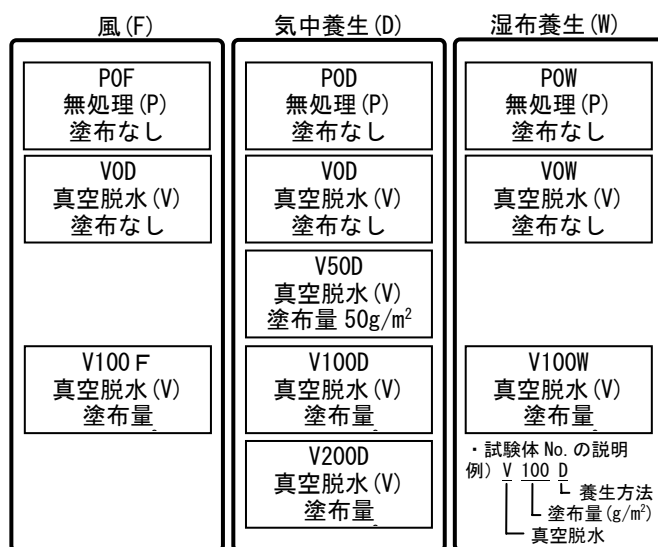 風(F)
P0F
無処理(P)
塗布なし
V0D
真空脱水(V)
塗布なし
V100F
真空脱水(V)
塗布量
気中養生(D)
P0D
無処理(P)
塗布なし
V0D
真空脱水(V)
塗布なし
V50D
真空脱水(V)
塗布量 50g/m²
V100D
真空脱水(V)
塗布量
V200D
真空脱水(V)
塗布量
湿布養生(W)
P0W
無処理(P)
塗布なし
V0W
真空脱水(V)
塗布なし
V100W
真空脱水(V)
塗布量
・試験体 No. の説明
例) V 100 D
養生方法
塗布量(g/m²)
真空脱水